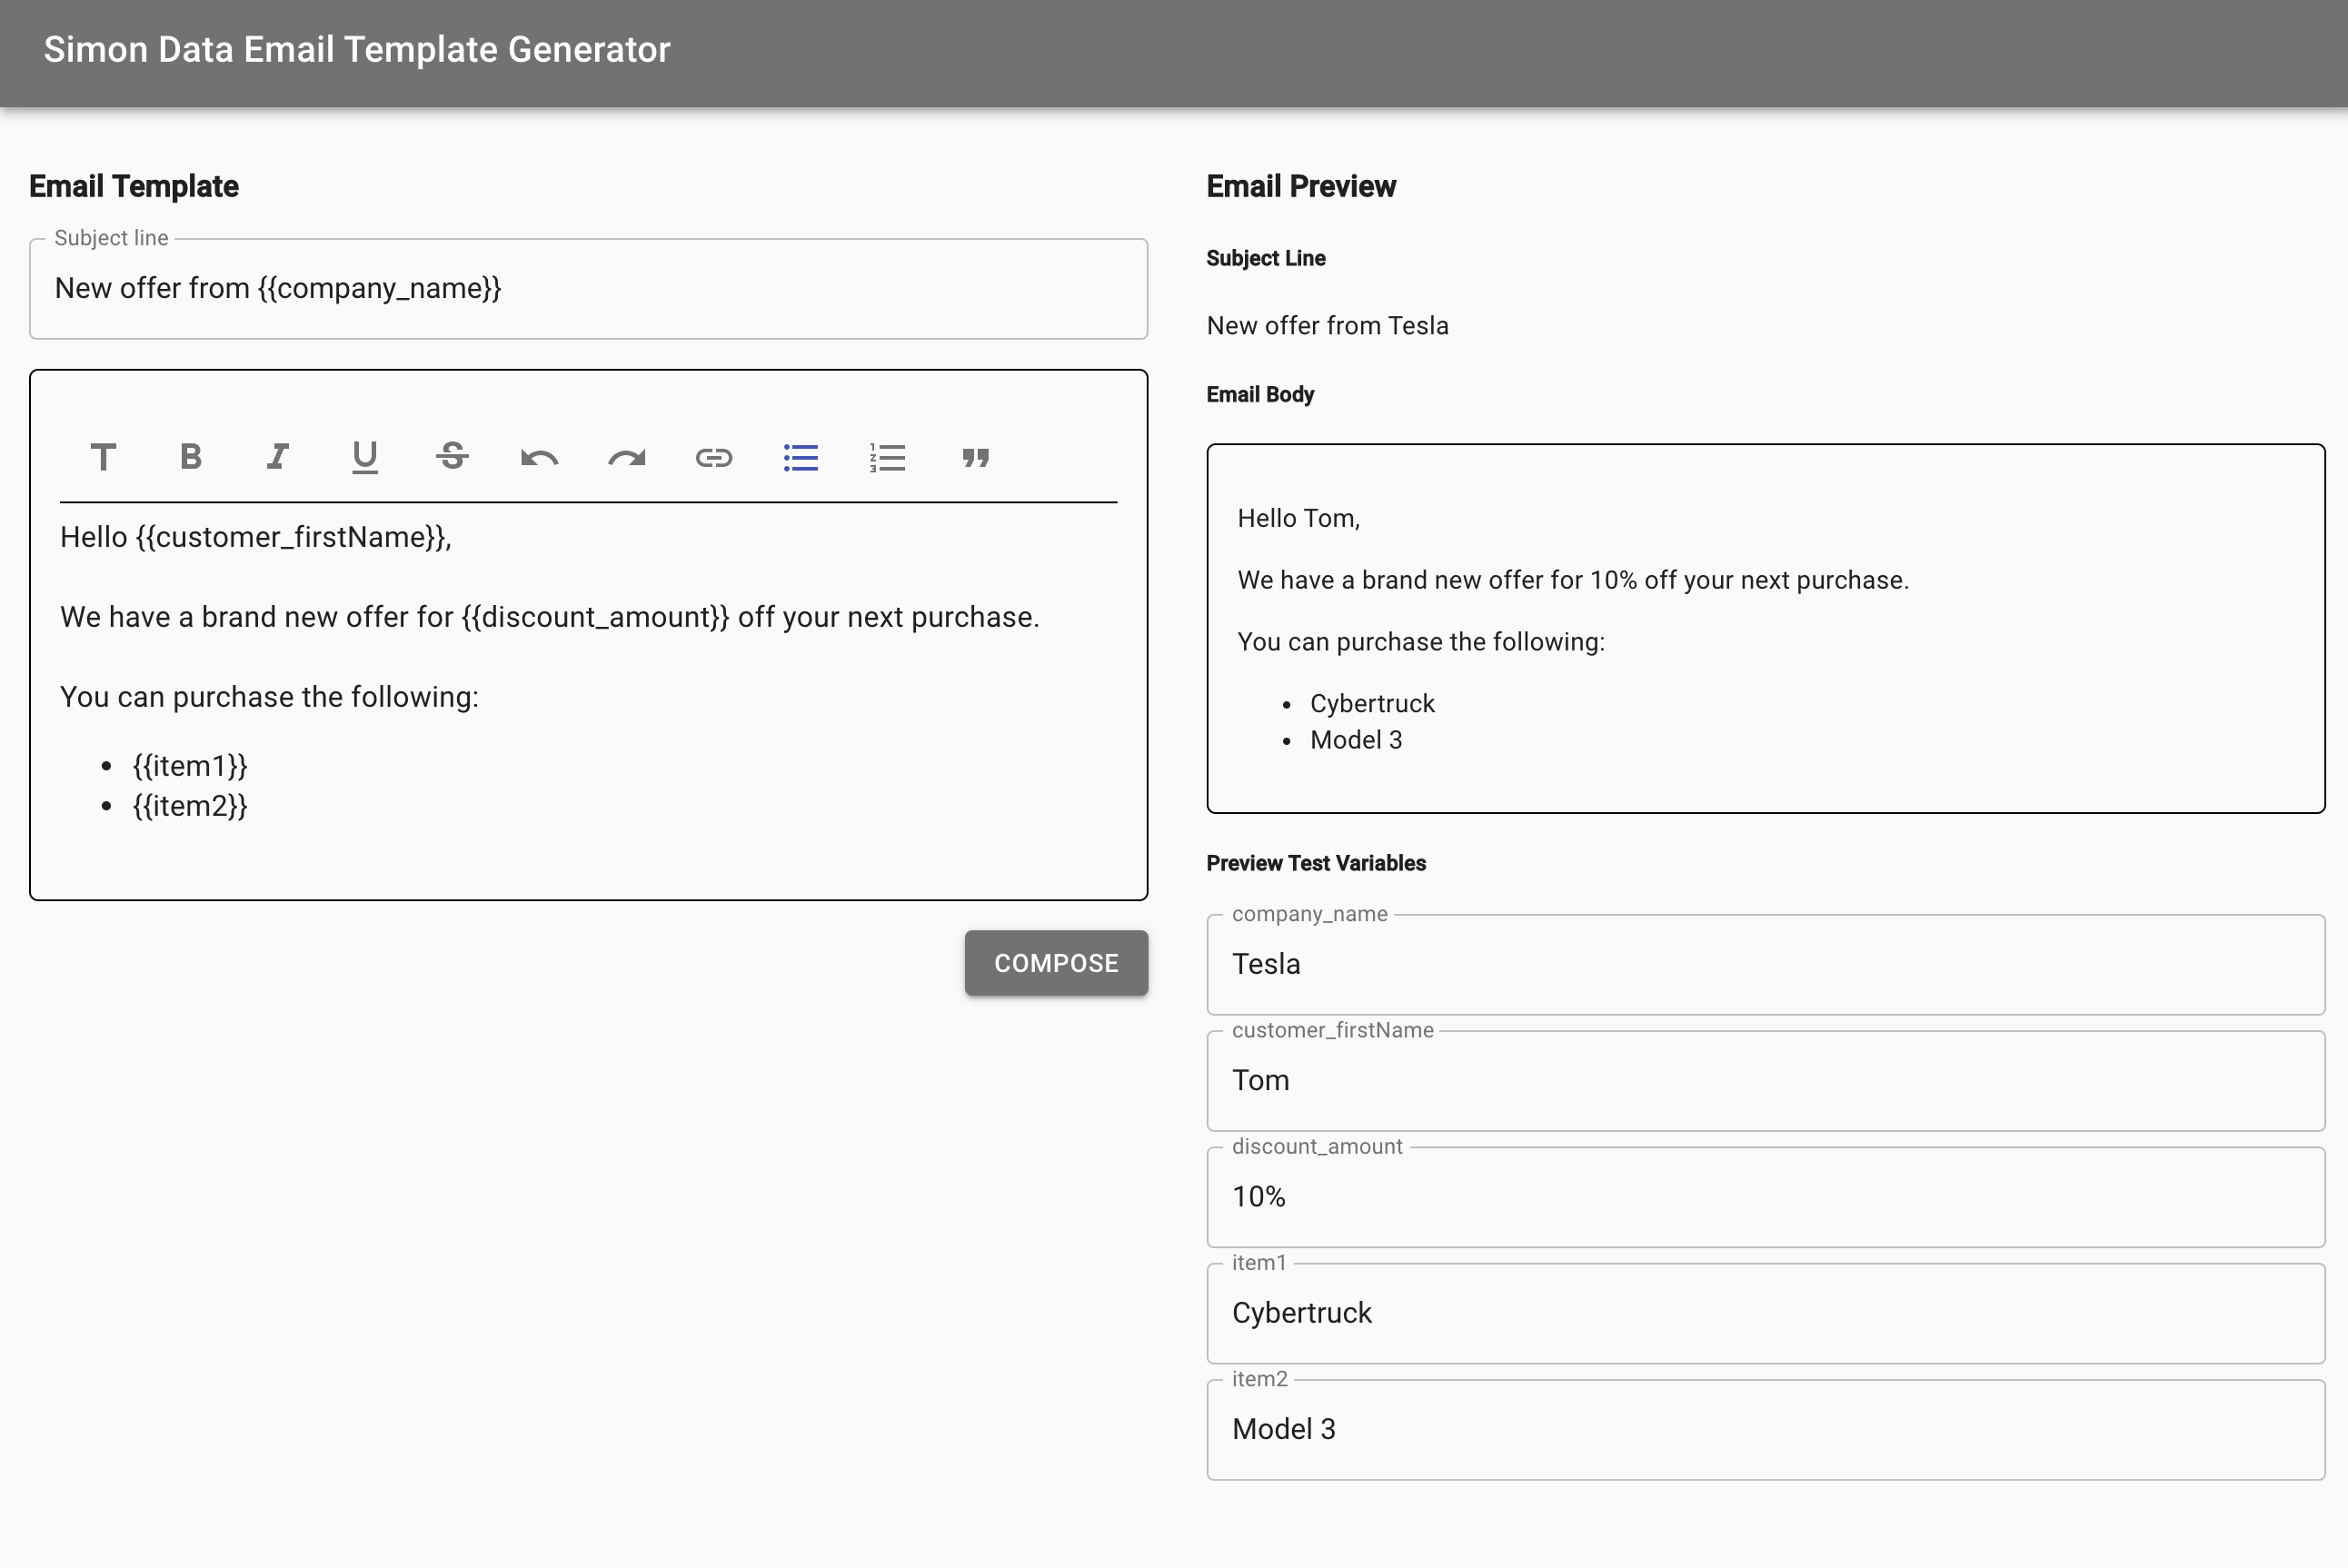 Simon Data Email Template Generator
Email Template
Subject line
New offer from {{company_name}}
Hello {{customer_firstName}},
We have a brand new offer for {{discount_amount}} off your next purchase.
You can purchase the following:
• {{item1}}
• {{item2}}
COMPOSE
Email Preview
Subject Line
New offer from Tesla
Email Body
Hello Tom,
We have a brand new offer for 10% off your next purchase.
You can purchase the following:
• Cybertruck
• Model 3
Preview Test Variables
company_name
Tesla
customer_firstName
Tom
discount_amount
10%
item1
Cybertruck
item2
Model 3